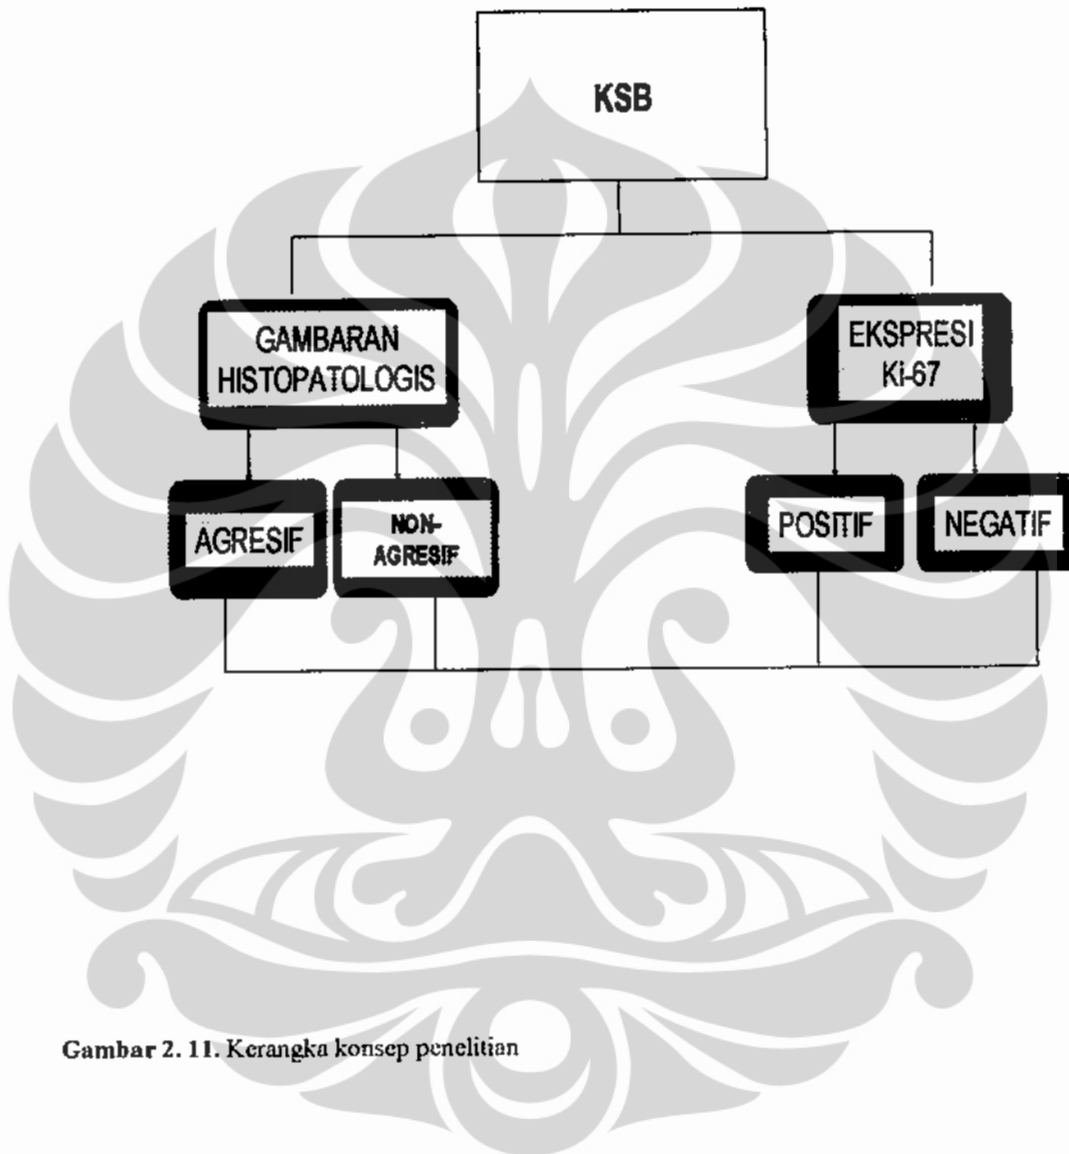 KSB
GAMBARAN
HISTOPATOLOGIS
EKSPRESI
Ki-67
AGRESIF
NON-
AGRESIF
POSITIF
NEGATIF
Gambar 2. 11. Kerangka konsep penelitian